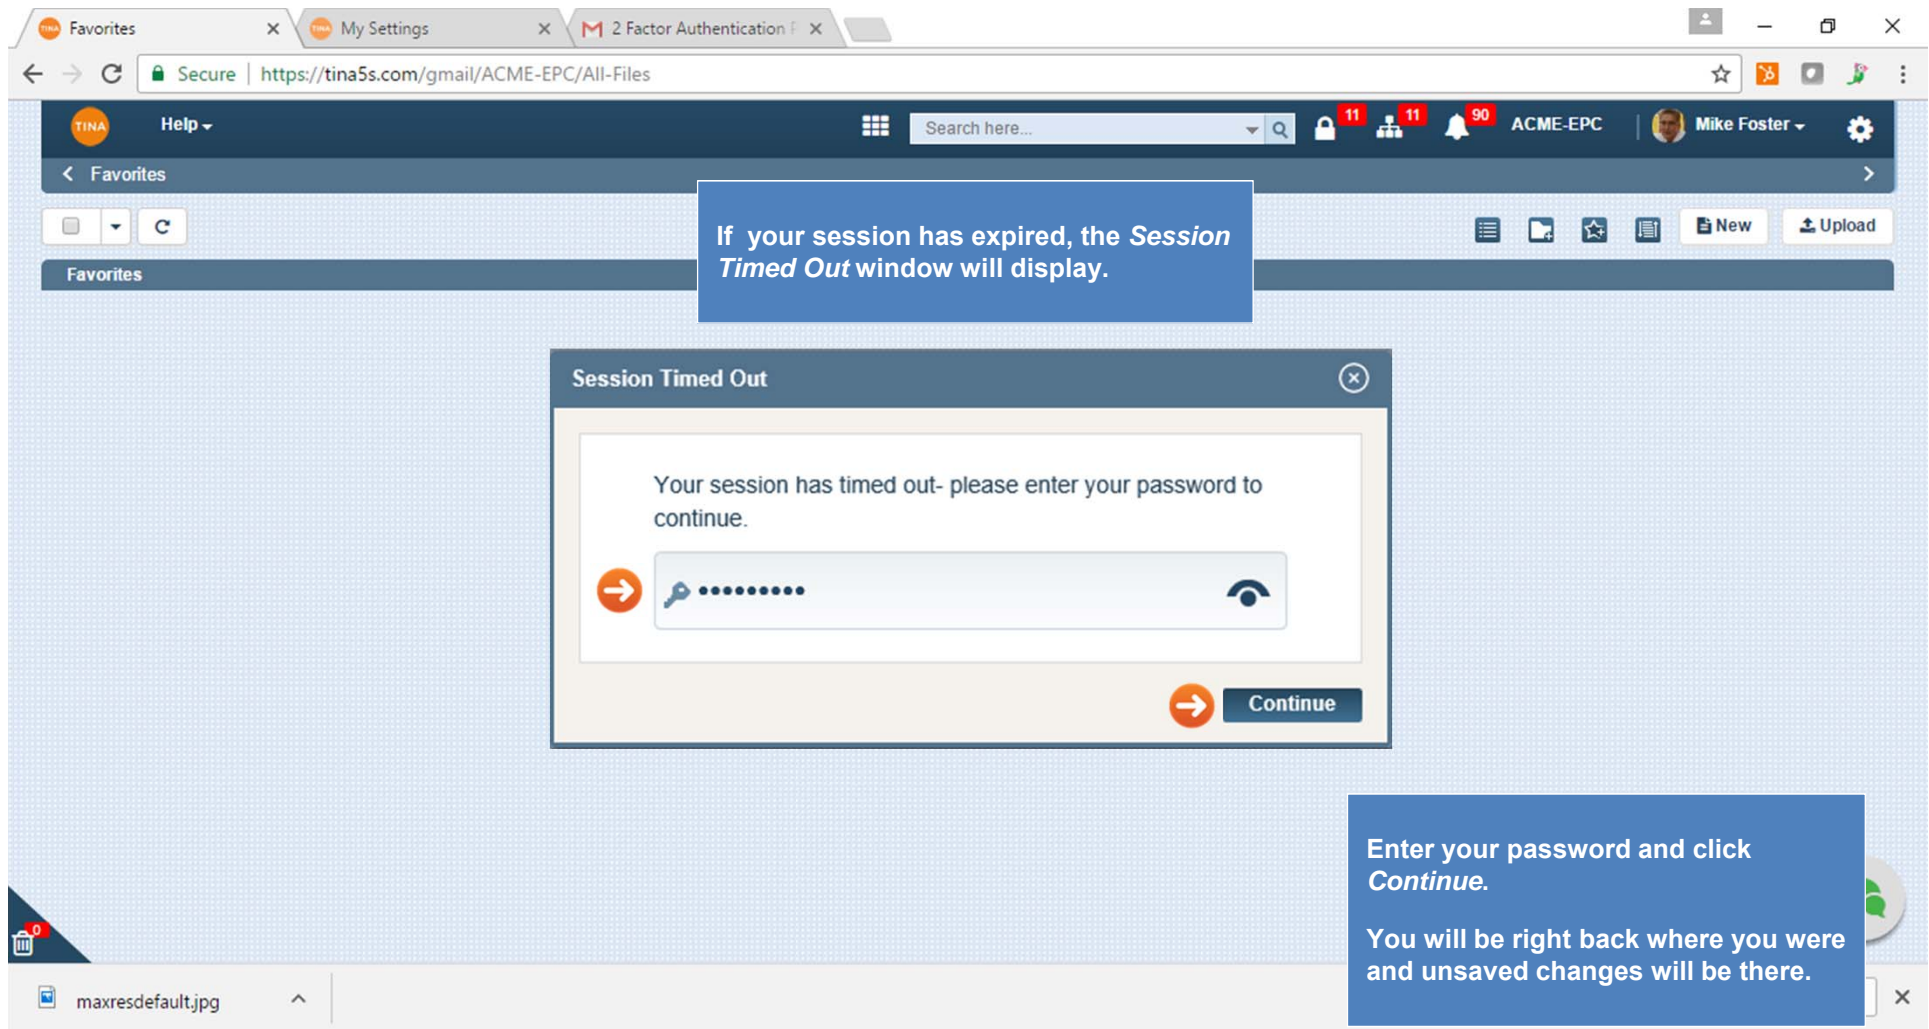 Favorites
My Settings
2 Factor Authentication
Secure | https://tina5s.com/gmail/ACME-EPC/All-Files
TINA
Help
Search here...
11
11
90
ACME-EPC
Mike Foster
Favorites
If your session has expired, the Session
Timed Out window will display.
New
Upload
Favorites
Session Timed Out
Your session has timed out- please enter your password to
continue.
Continue
Enter your password and click
Continue.
You will be right back where you were
and unsaved changes will be there.
0
maxresdefault.jpg